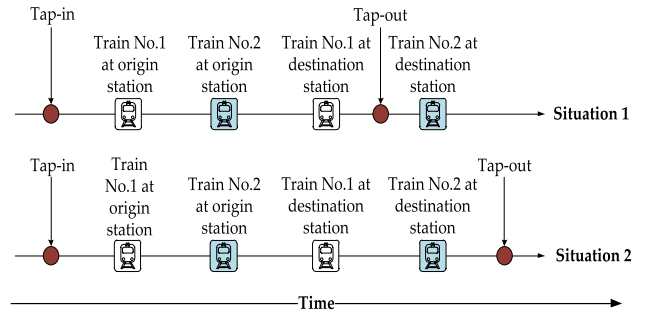 Tap-in
Tap-out
Train No.1
at origin
station
Train No.2
at origin
station
Train No.1 at
destination
station
Train No.2 at
destination
station
Situation 1
Tap-in
Tap-out
Train
No.1 at
origin
station
Train No.2
at origin
station
Train No.1 at
destination
station
Train No.2 at
destination
station
Situation 2
Time